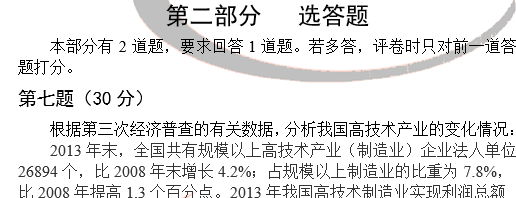 第二部分 选答题
本部分有 2 道题，要求回答 1 道题。若多答，评卷时只对前一道答
题打分。
第七题（30 分）
根据第三次经济普查的有关数据，分析我国高技术产业的变化情况：
2013 年末，全国共有规模以上高技术产业（制造业）企业法人单位
26894 个，比 2008 年末增长 4.2%；占规模以上制造业的比重为 7.8%，
比 2008 年提高 1.3 个百分点。2013 年我国高技术制造业实现利润总额